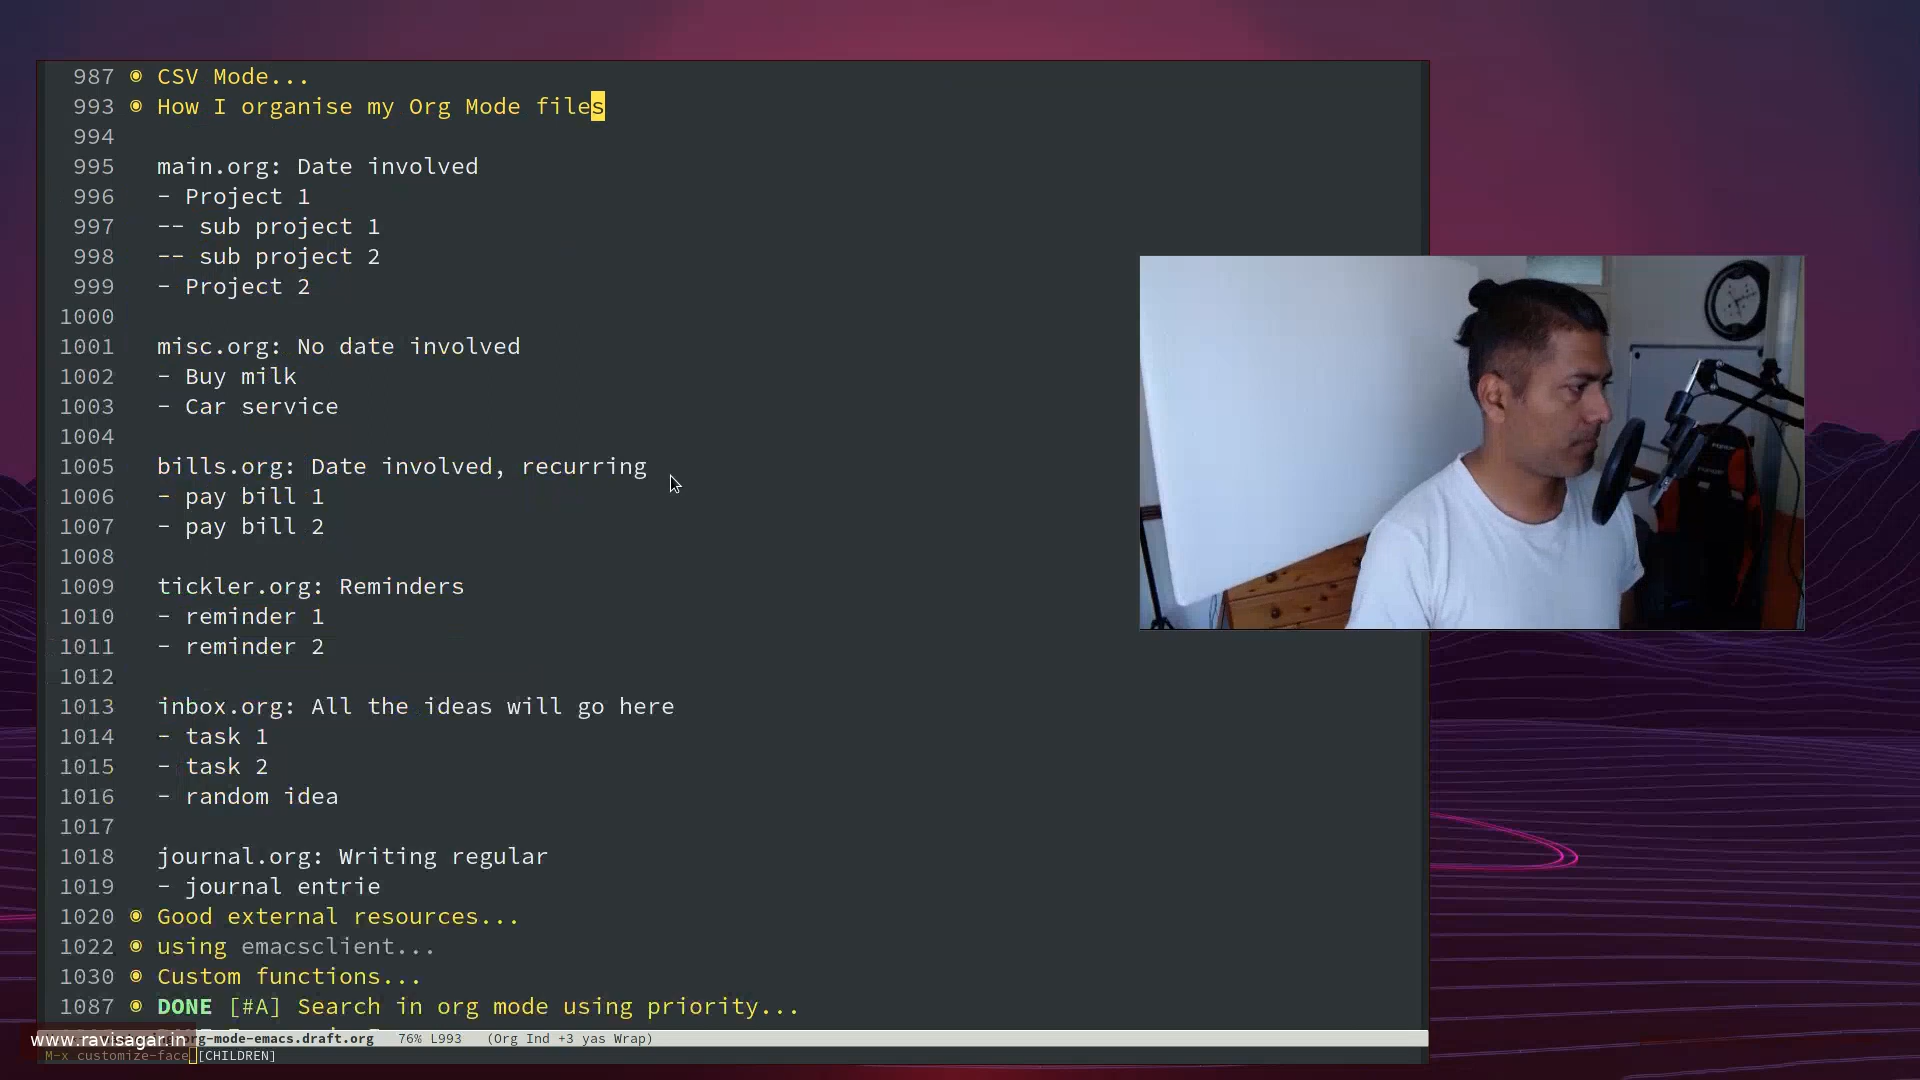 987 ◉ CSV Mode...
993 ◉ How I organise my Org Mode files
994
995 main.org: Date involved
996 - Project 1
997 -- sub project 1
998 -- sub project 2
999 - Project 2
1000
1001 misc.org: No date involved
1002 - Buy milk
1003 - Car service
1004
1005 bills.org: Date involved, recurring
1006 - pay bill 1
1007 - pay bill 2
1008
1009 tickler.org: Reminders
1010 - reminder 1
1011 - reminder 2
1012
1013 inbox.org: All the ideas will go here
1014 - task 1
1015 - task 2
1016 - random idea
1017
1018 journal.org: Writing regular
1019 - journal entrie
1020 ◉ Good external resources...
1022 ◉ using emacsclient...
1030 ◉ Custom functions...
1087 ◉ DONE [#A] Search in org mode using priority...
www.ravisagar.in org-mode-emacs.draft.org 76% L993 (Org Ind +3 yas Wrap)
M-x customize-face [CHILDREN]